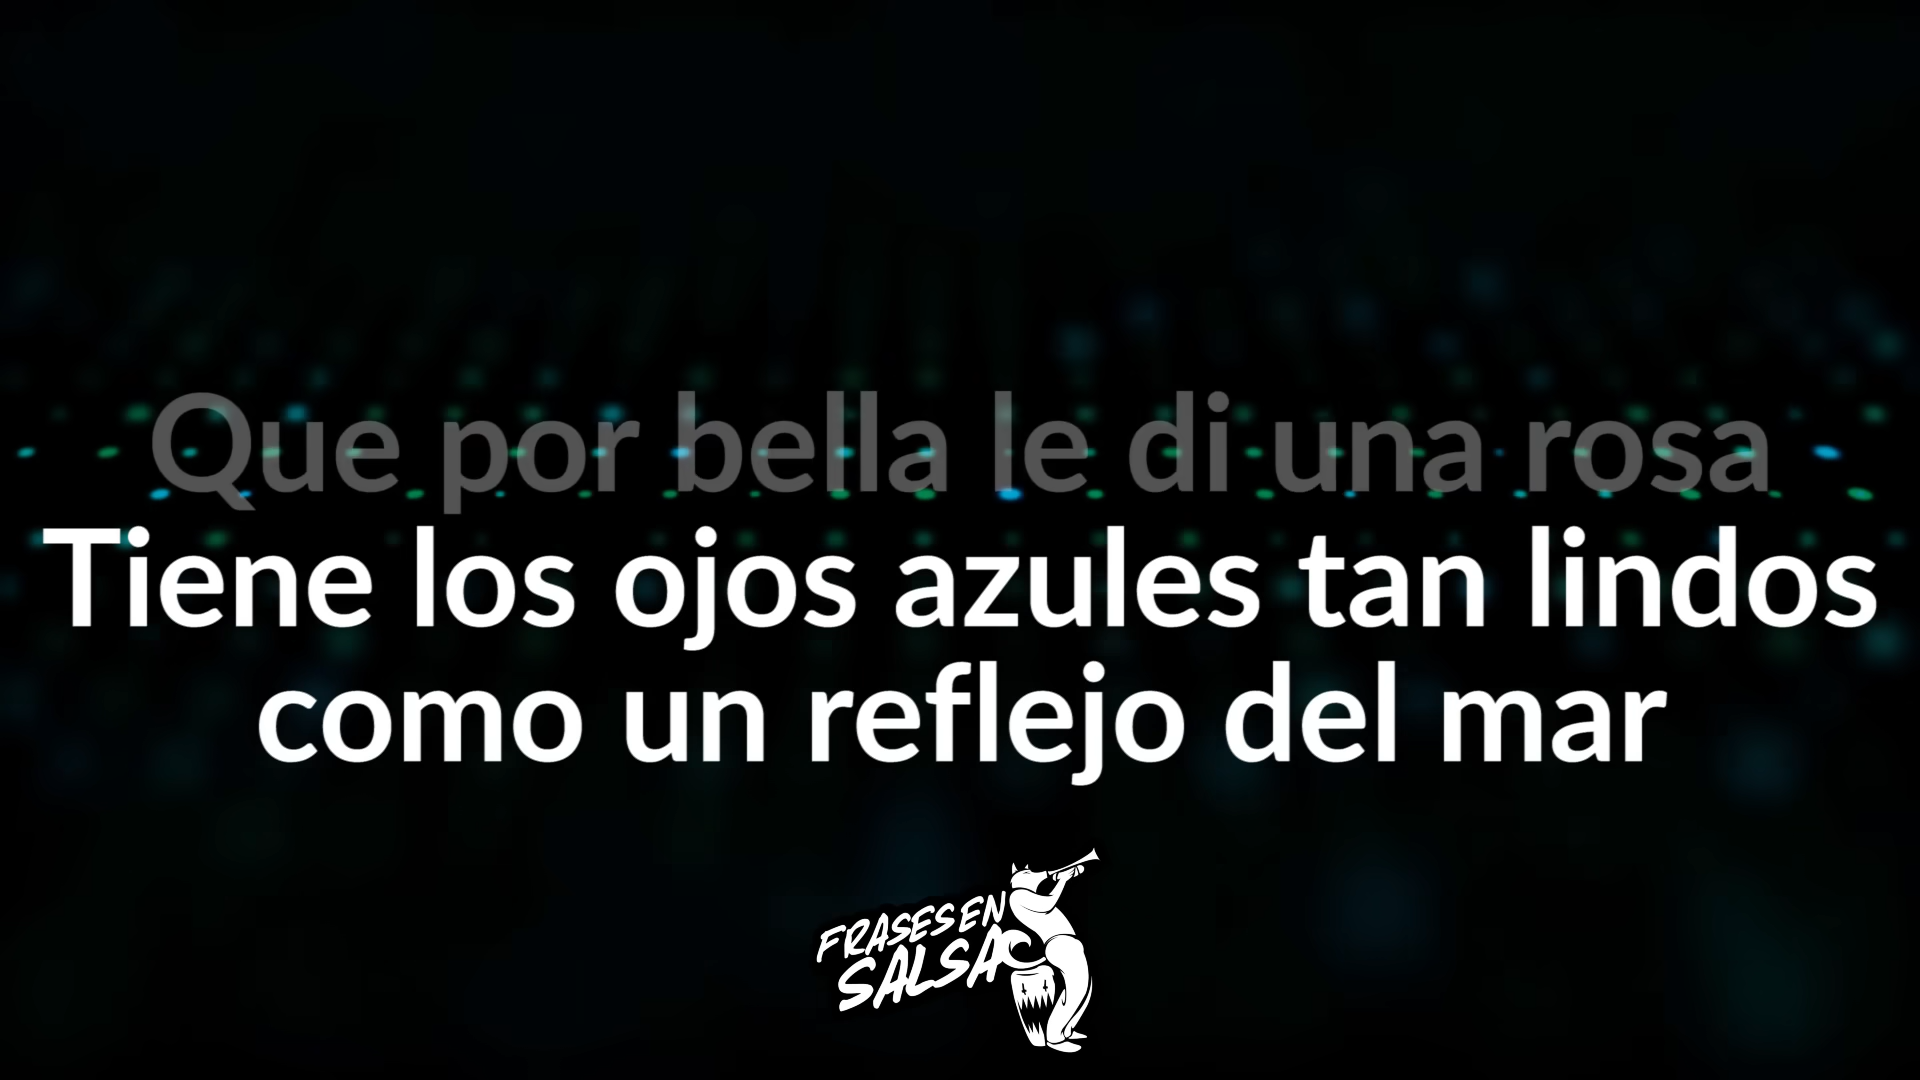 Que por bella le di una rosa
Tiene los ojos azules tan lindos
como un reflejo del mar
FRASES EN
SALSA